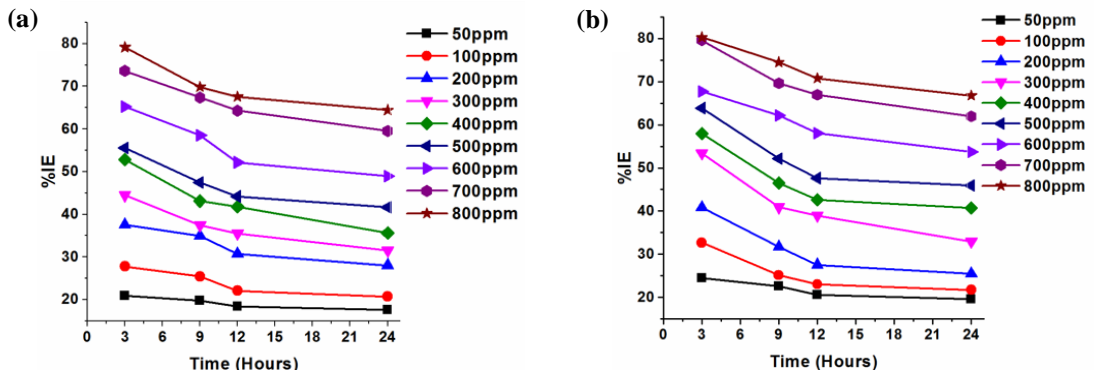 (a)
%IE
80
70
60
50
40
30
20
0 3 6 9 12 15 18 21 24
Time (Hours)
50ppm
100ppm
200ppm
300ppm
400ppm
500ppm
600ppm
700ppm
800ppm
(b)
%IE
80
70
60
50
40
30
20
0 3 6 9 12 15 18 21 24
Time (Hours)
50ppm
100ppm
200ppm
300ppm
400ppm
500ppm
600ppm
700ppm
800ppm